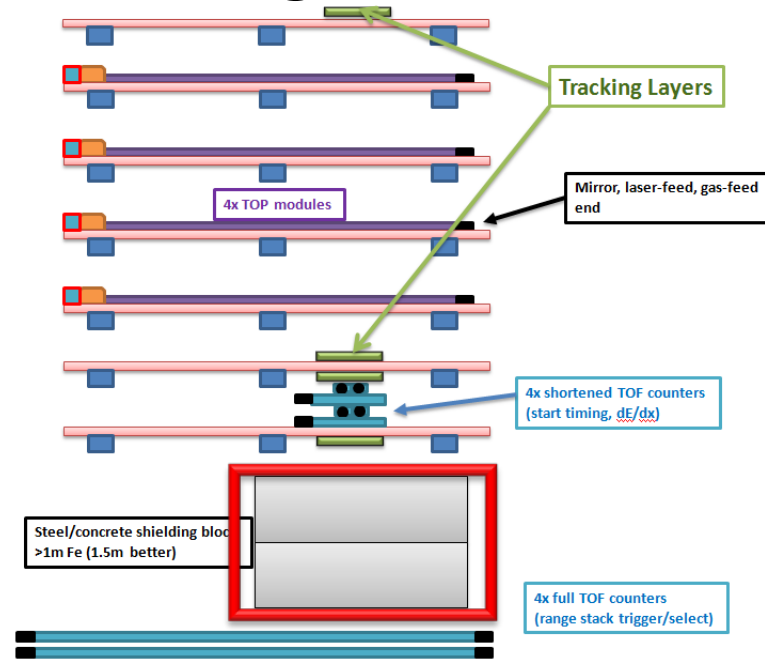 Tracking Layers
Mirror, laser-feed, gas-feed
end
4x TOP modules
4x shortened TOF counters
(start timing, dE/dx)
Steel/concrete shielding bloc
>1m Fe (1.5m better)
4x full TOF counters
(range stack trigger/select)